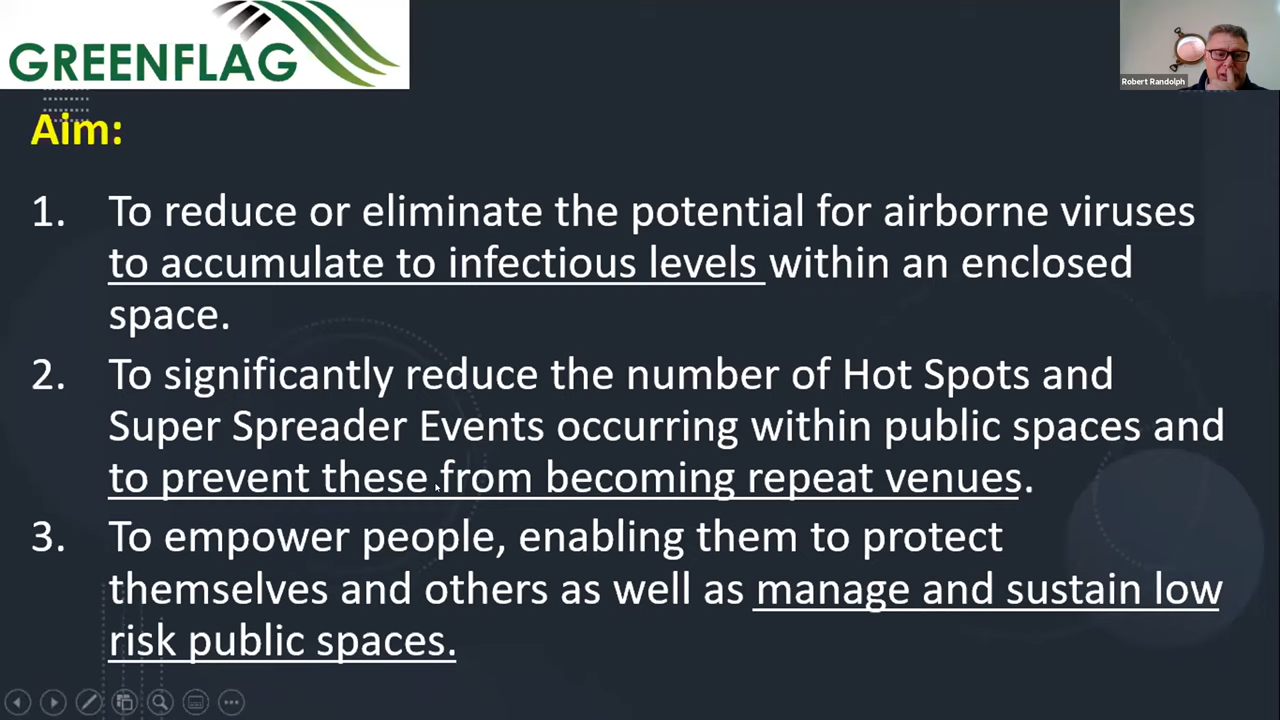 GREENFLAG
Robert Randolph
Aim:
1. To reduce or eliminate the potential for airborne viruses
to accumulate to infectious levels within an enclosed
space.
2. To significantly reduce the number of Hot Spots and
Super Spreader Events occurring within public spaces and
to prevent these from becoming repeat venues.
3. To empower people, enabling them to protect
themselves and others as well as manage and sustain low
risk public spaces.